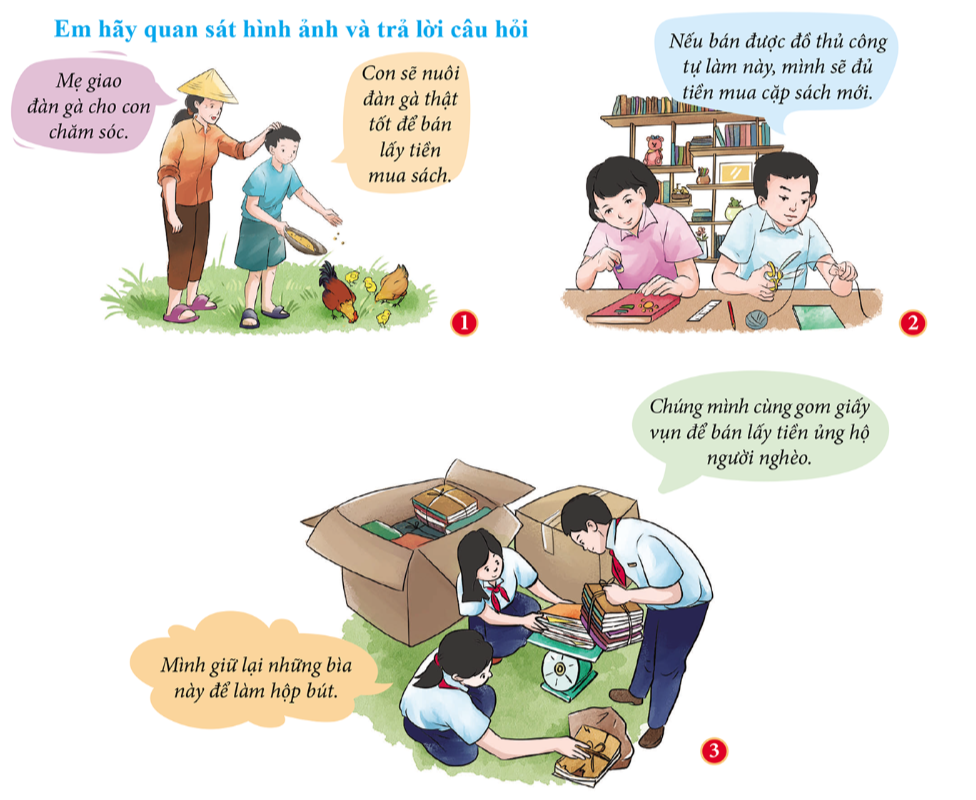 Em hãy quan sát hình ảnh và trả lời câu hỏi
Mẹ giao
đàn gà cho con
chăm sóc.
Con sẽ nuôi
đàn gà thật
tốt để bán
lấy tiền
mua sách.
1
Nếu bán được đồ thủ công
tự làm này, mình sẽ đủ
tiền mua cặp sách mới.
2
Chúng mình cùng gom giấy
vụn để bán lấy tiền ủng hộ
người nghèo.
Mình giữ lại những bìa
này để làm hộp bút.
3